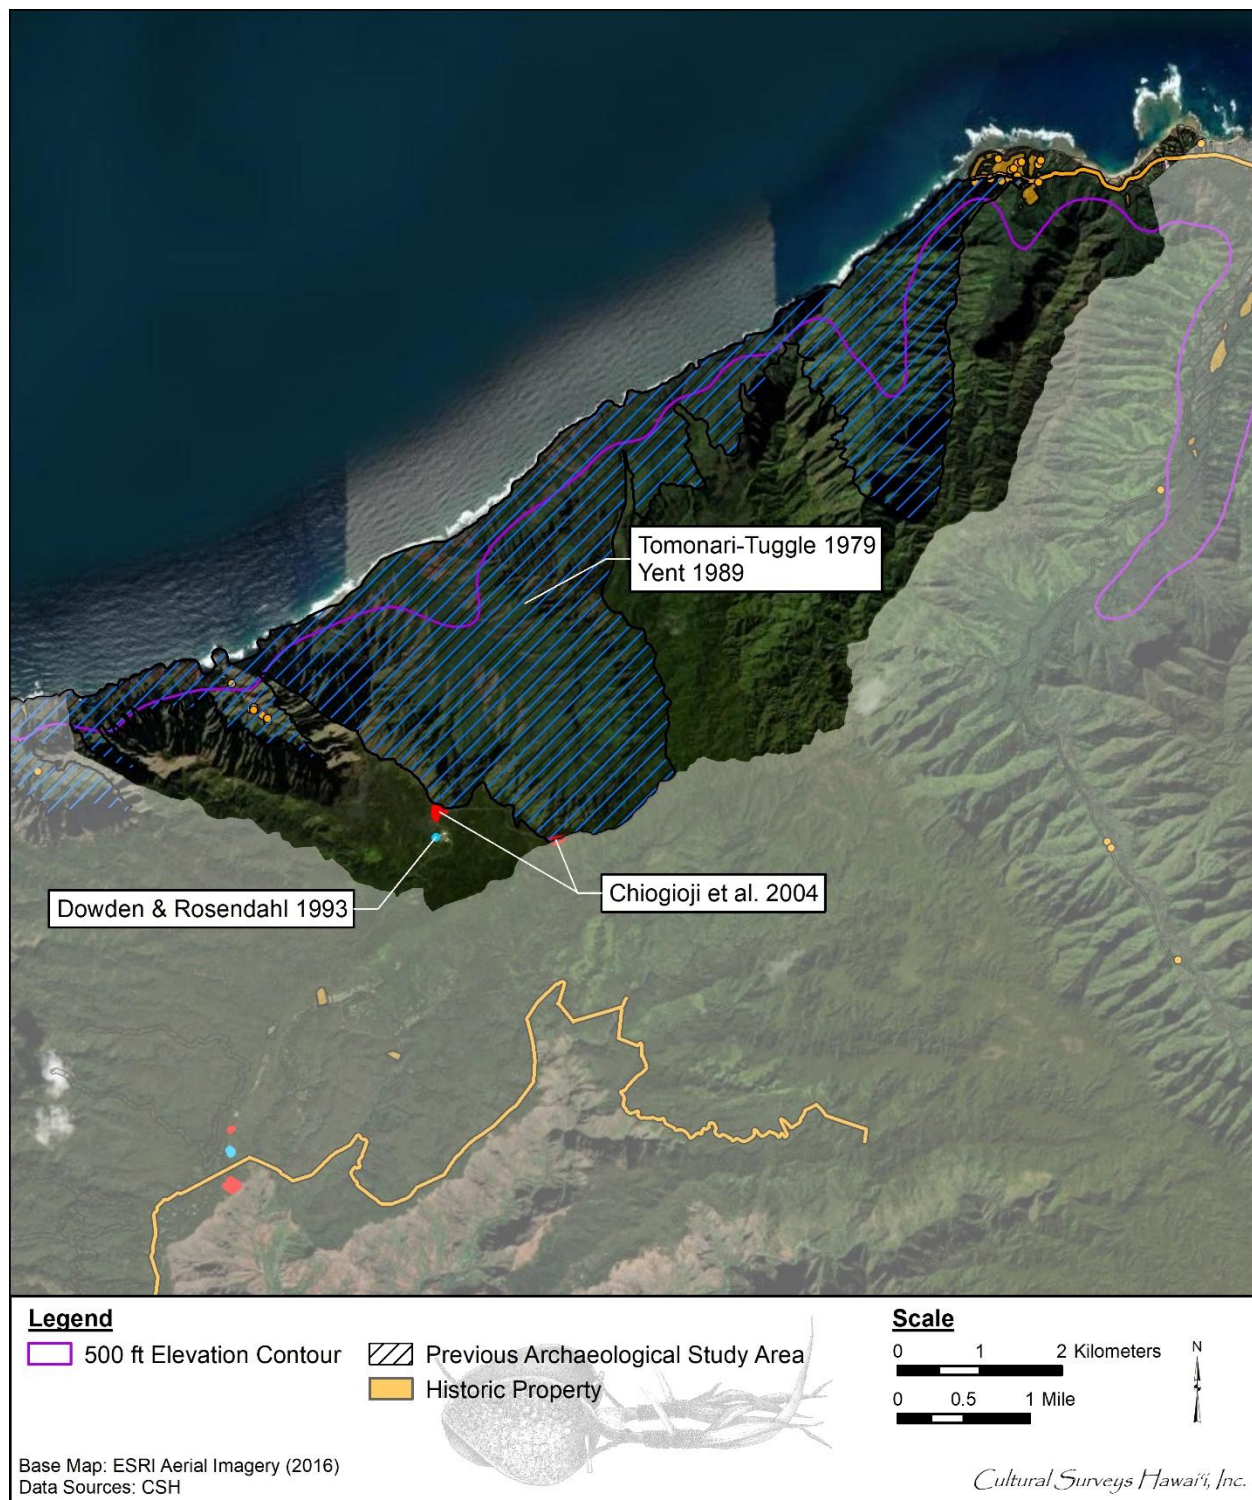 Tomonari-Tuggle 1979
Yent 1989
Dowden & Rosendahl 1993
Chiogioji et al. 2004
Legend
500 ft Elevation Contour
Previous Archaeological Study Area
Historic Property
Scale
0 1 2 Kilometers
0 0.5 1 Mile
N
Base Map: ESRI Aerial Imagery (2016)
Data Sources: CSH
Cultural Surveys Hawai‘i, Inc.